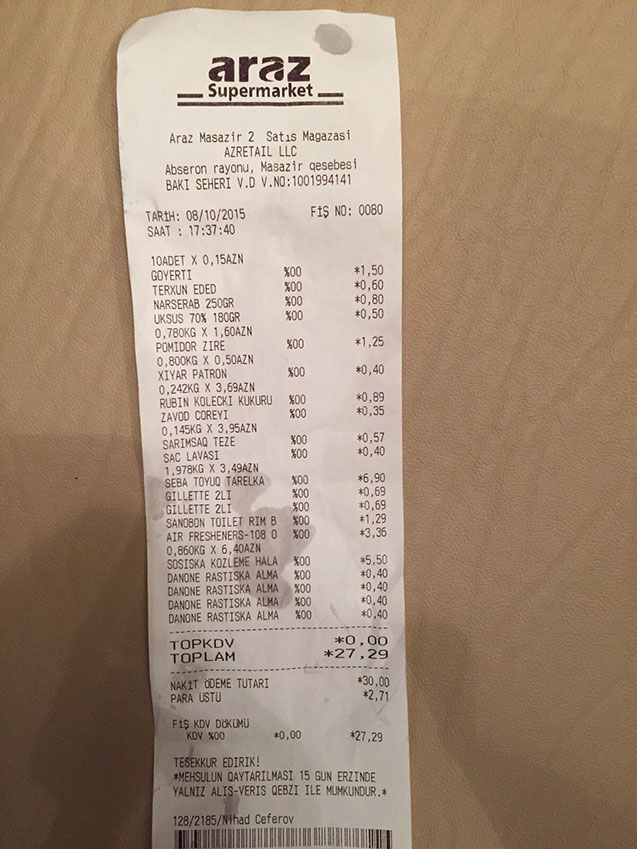 araz
Supermarket
Araz Masazir 2 Satıs Magazasi
AZRETAIL LLC
Abseron rayonu, Masazir qesebesi
BAKI SEHERI V.D V.NO:1001994141
TARİH: 08/10/2015 FİŞ NO: 0080
SAAT : 17:37:40
10ADET X 0,15AZN
GOYERTI %00 *1,50
TERXUN EDED %00 *0,60
NARSERAB 250GR %00 *0,80
UKSUS 70% 180GR %00 *0,50
0,780KG X 1,60AZN
POMIDOR ZIRE %00 *1,25
0,800KG X 0,50AZN
XIYAR PATRON %00 *0,40
0,242KG X 3,69AZN
RUBIN KOLECKI KUKURU %00 *0,89
ZAVOD COREYI %00 *0,35
0,145KG X 3,95AZN
SARIMSAQ TEZE %00 *0,57
SAC LAVASI %00 *0,40
1,978KG X 3,49AZN
SEBA TOYUQ TARELKA %00 *6,90
GILLETTE 2LI %00 *0,69
GILLETTE 2LI %00 *0,69
SANOBON TOILET RIM B %00 *1,29
AIR FRESHENERS-108 O %00 *3,36
0,860KG X 6,40AZN
SOSISKA KOZLEME HALA %00 *5,50
DANONE RASTISKA ALMA %00 *0,40
DANONE RASTISKA ALMA %00 *0,40
DANONE RASTISKA ALMA %00 *0,40
DANONE RASTISKA ALMA %00 *0,40
TOPKDV *0,00
TOPLAM *27,29
NAKİT ÖDEME TUTARI *30,00
PARA ÜSTÜ *2,71
FİŞ KDV DÖKÜMÜ
KDV %00 *0,00 *27,29
TESEKKUR EDIRIK!
*MEHSULUN QAYTARILMASI 15 GUN ERZINDE
YALNIZ ALIS-VERIS QEBZI ILE MUMKUNDUR.*
128/2185/Nihad Ceferov